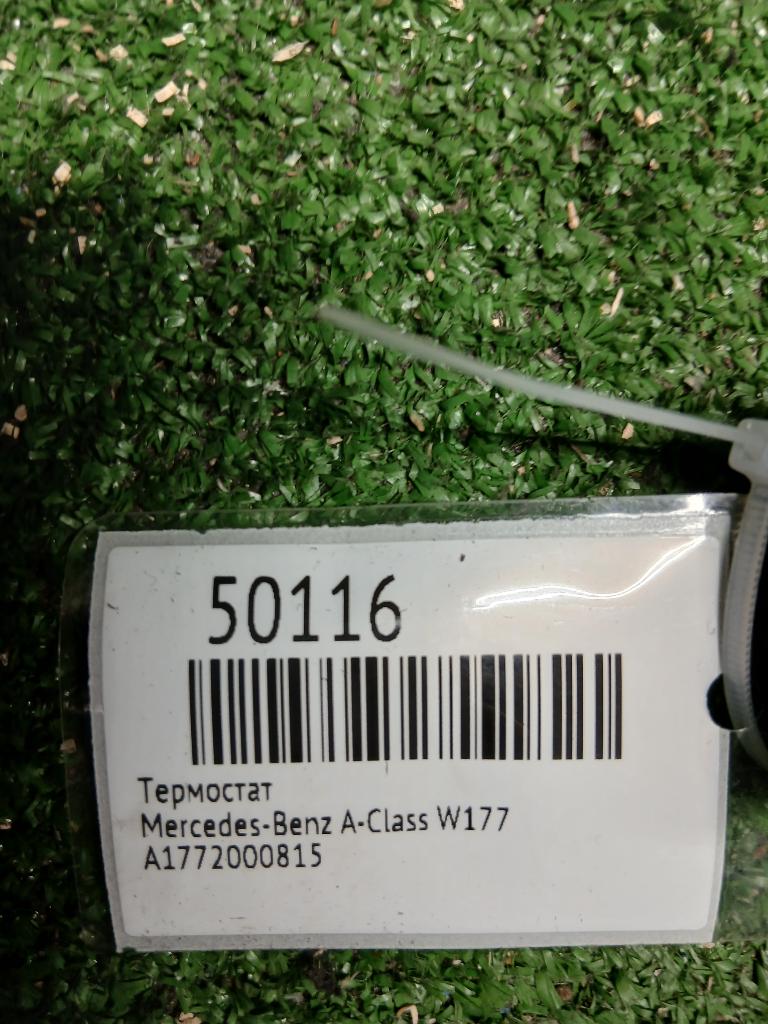 50116
Термостат
Mercedes-Benz A-Class W177
A1772000815